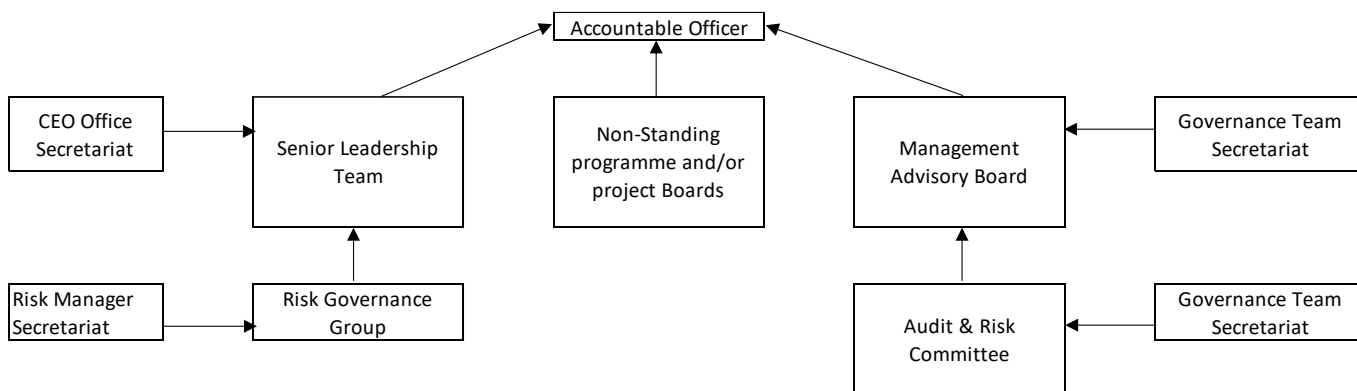 Accountable Officer
CEO Office
Secretariat
Senior Leadership
Team
Non-Standing
programme and/or
project Boards
Management
Advisory Board
Governance Team
Secretariat
Risk Manager
Secretariat
Risk Governance
Group
Audit & Risk
Committee
Governance Team
Secretariat